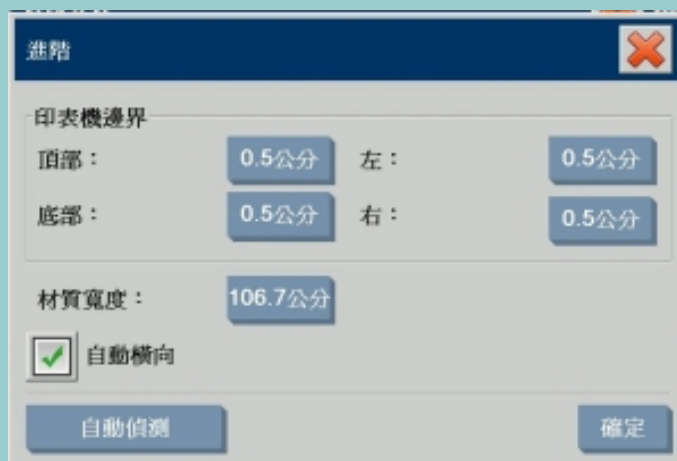 進階
印表機邊界
頂部： 0.5公分 左： 0.5公分
底部： 0.5公分 右： 0.5公分
材質寬度： 106.7公分
自動橫向
自動偵測 確定